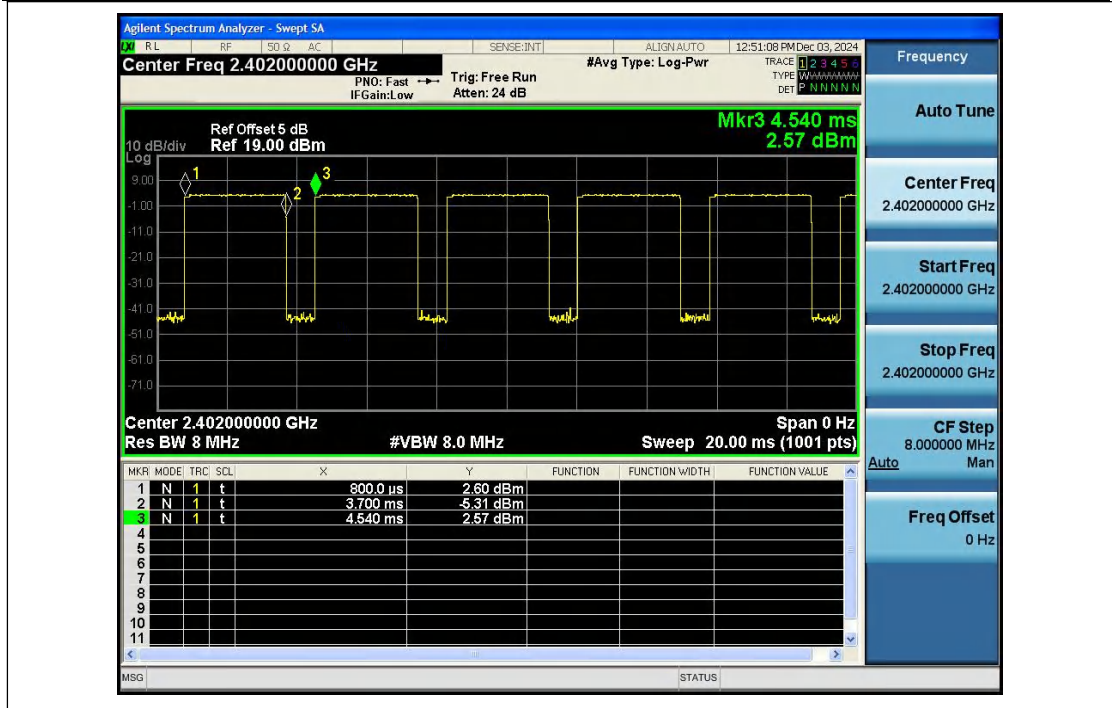 Agilent Spectrum Analyzer - Swept SA
LXI RL RF 50 Ω AC SENSE:INT ALIGN AUTO 12:51:08 PM Dec 03, 2024
Center Freq 2.402000000 GHz
PNO: Fast
IFGain:Low
Trig: Free Run
Atten: 24 dB
#Avg Type: Log-Pwr
TRACE 1 2 3 4 5 6
TYPE WWWWWW
DET P N N N N N
Mkr3 4.540 ms
2.57 dBm
Ref Offset 5 dB
10 dB/div Ref 19.00 dBm
Log
9.00
-1.00
-11.0
-21.0
-31.0
-41.0
-51.0
-61.0
-71.0
1
2
3
Center 2.402000000 GHz Span 0 Hz
Res BW 8 MHz #VBW 8.0 MHz Sweep 20.00 ms (1001 pts)
MKR MODE TRC SCL X Y FUNCTION FUNCTION WIDTH FUNCTION VALUE
1 N 1 t 800.0 µs 2.60 dBm
2 N 1 t 3.700 ms -5.31 dBm
3 N 1 t 4.540 ms 2.57 dBm
4
5
6
7
8
9
10
11
MSG STATUS
Frequency
Auto Tune
Center Freq
2.402000000 GHz
Start Freq
2.402000000 GHz
Stop Freq
2.402000000 GHz
CF Step
8.000000 MHz
Auto Man
Freq Offset
0 Hz